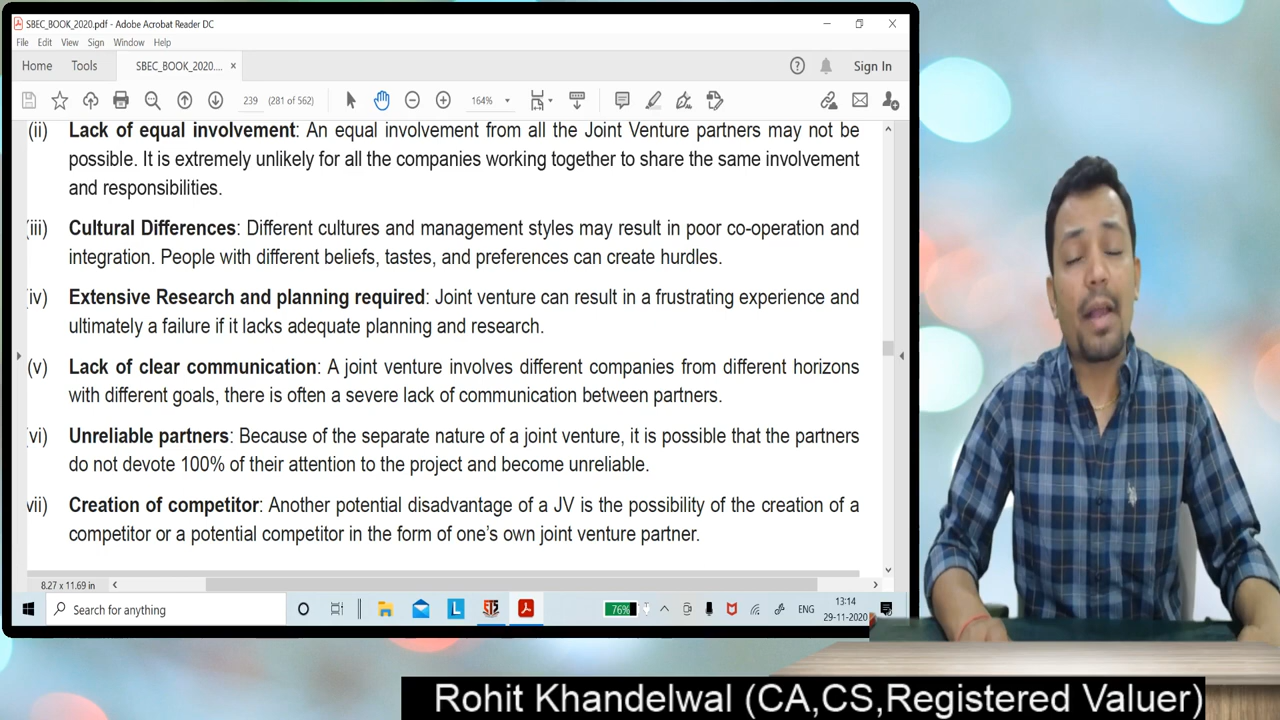 SBEC_BOOK_2020.pdf - Adobe Acrobat Reader DC
File Edit View Sign Window Help
Home Tools SBEC_BOOK_2020.... × Sign In
239 (281 of 562) 164%
(ii) Lack of equal involvement: An equal involvement from all the Joint Venture partners may not be
possible. It is extremely unlikely for all the companies working together to share the same involvement
and responsibilities.
(iii) Cultural Differences: Different cultures and management styles may result in poor co-operation and
integration. People with different beliefs, tastes, and preferences can create hurdles.
iv) Extensive Research and planning required: Joint venture can result in a frustrating experience and
ultimately a failure if it lacks adequate planning and research.
(v) Lack of clear communication: A joint venture involves different companies from different horizons
with different goals, there is often a severe lack of communication between partners.
vi) Unreliable partners: Because of the separate nature of a joint venture, it is possible that the partners
do not devote 100% of their attention to the project and become unreliable.
vii) Creation of competitor: Another potential disadvantage of a JV is the possibility of the creation of a
competitor or a potential competitor in the form of one's own joint venture partner.
8.27 x 11.69 in
Search for anything 76% ENG 13:14
29-11-2020
Rohit Khandelwal (CA,CS,Registered Valuer)